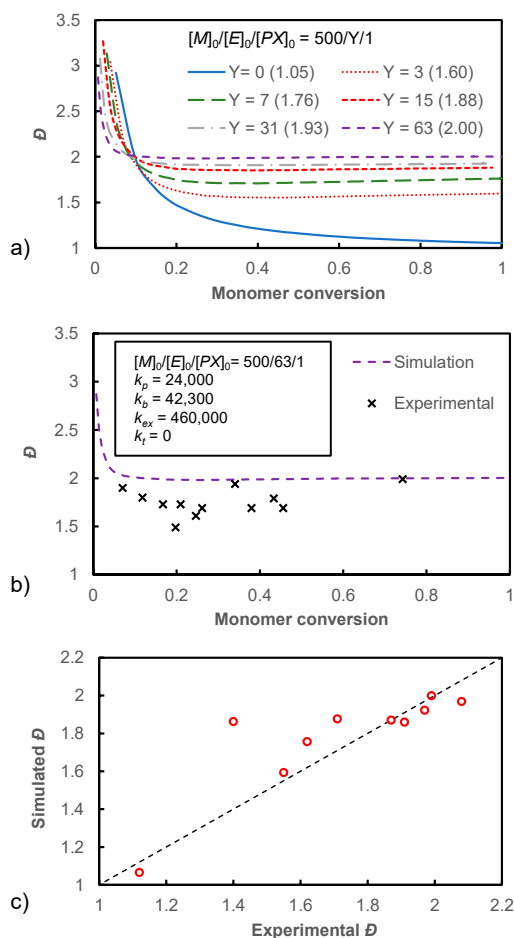 [M]0/[E]0/[PX]0 = 500/Y/1
Y= 0 (1.05)
Y = 3 (1.60)
Y = 7 (1.76)
Y = 15 (1.88)
Y = 31 (1.93)
Y = 63 (2.00)
3.5
3
2.5
2
1.5
1
Đ
0
0.2
0.4
0.6
0.8
1
Monomer conversion
a)
3.5
3
2.5
2
1.5
1
Đ
[M]0/[E]0/[PX]0= 500/63/1
kp = 24,000
kb = 42,300
kex = 460,000
kt = 0
Simulation
Experimental
0
0.2
0.4
0.6
0.8
1
Monomer conversion
b)
2.2
2
1.8
1.6
1.4
1.2
1
Simulated Đ
1
1.2
1.4
1.6
1.8
2
2.2
Experimental Đ
c)